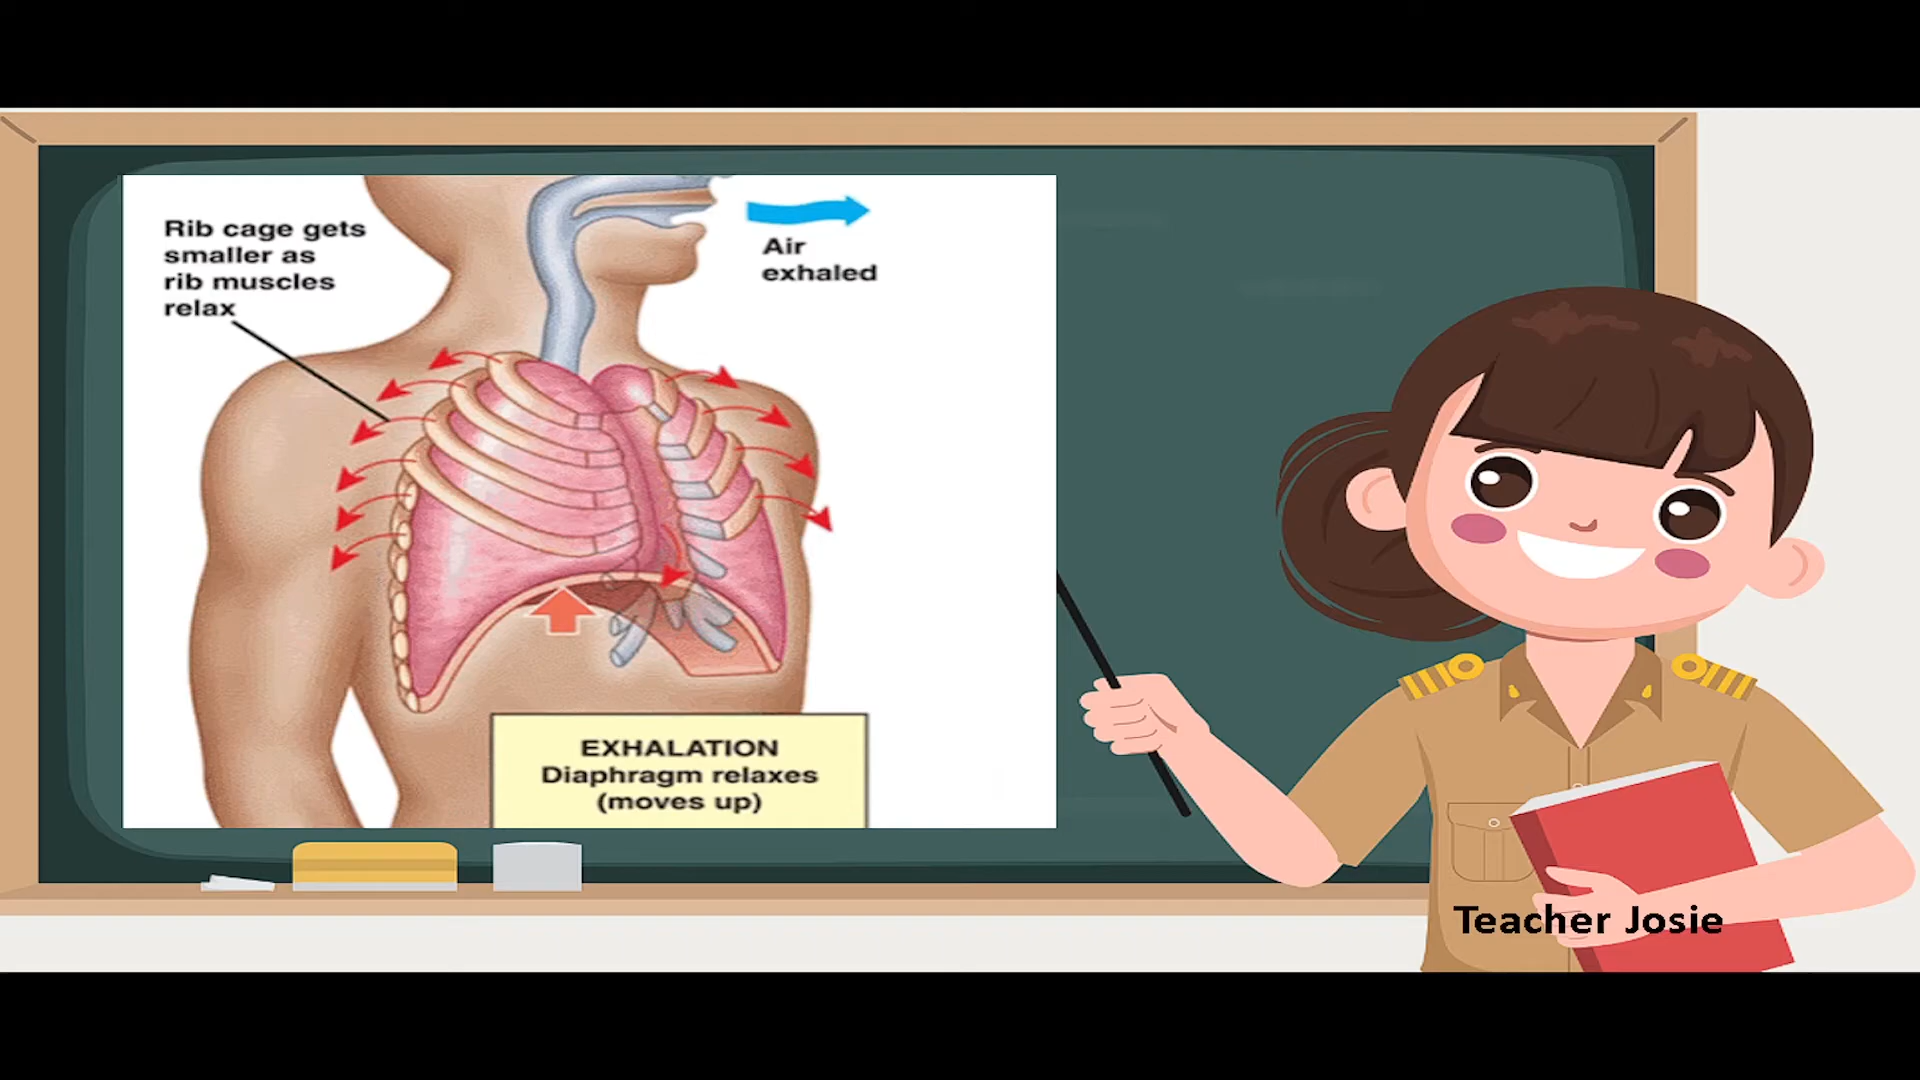 Rib cage gets
smaller as
rib muscles
relax
Air
exhaled
EXHALATION
Diaphragm relaxes
(moves up)
Teacher Josie